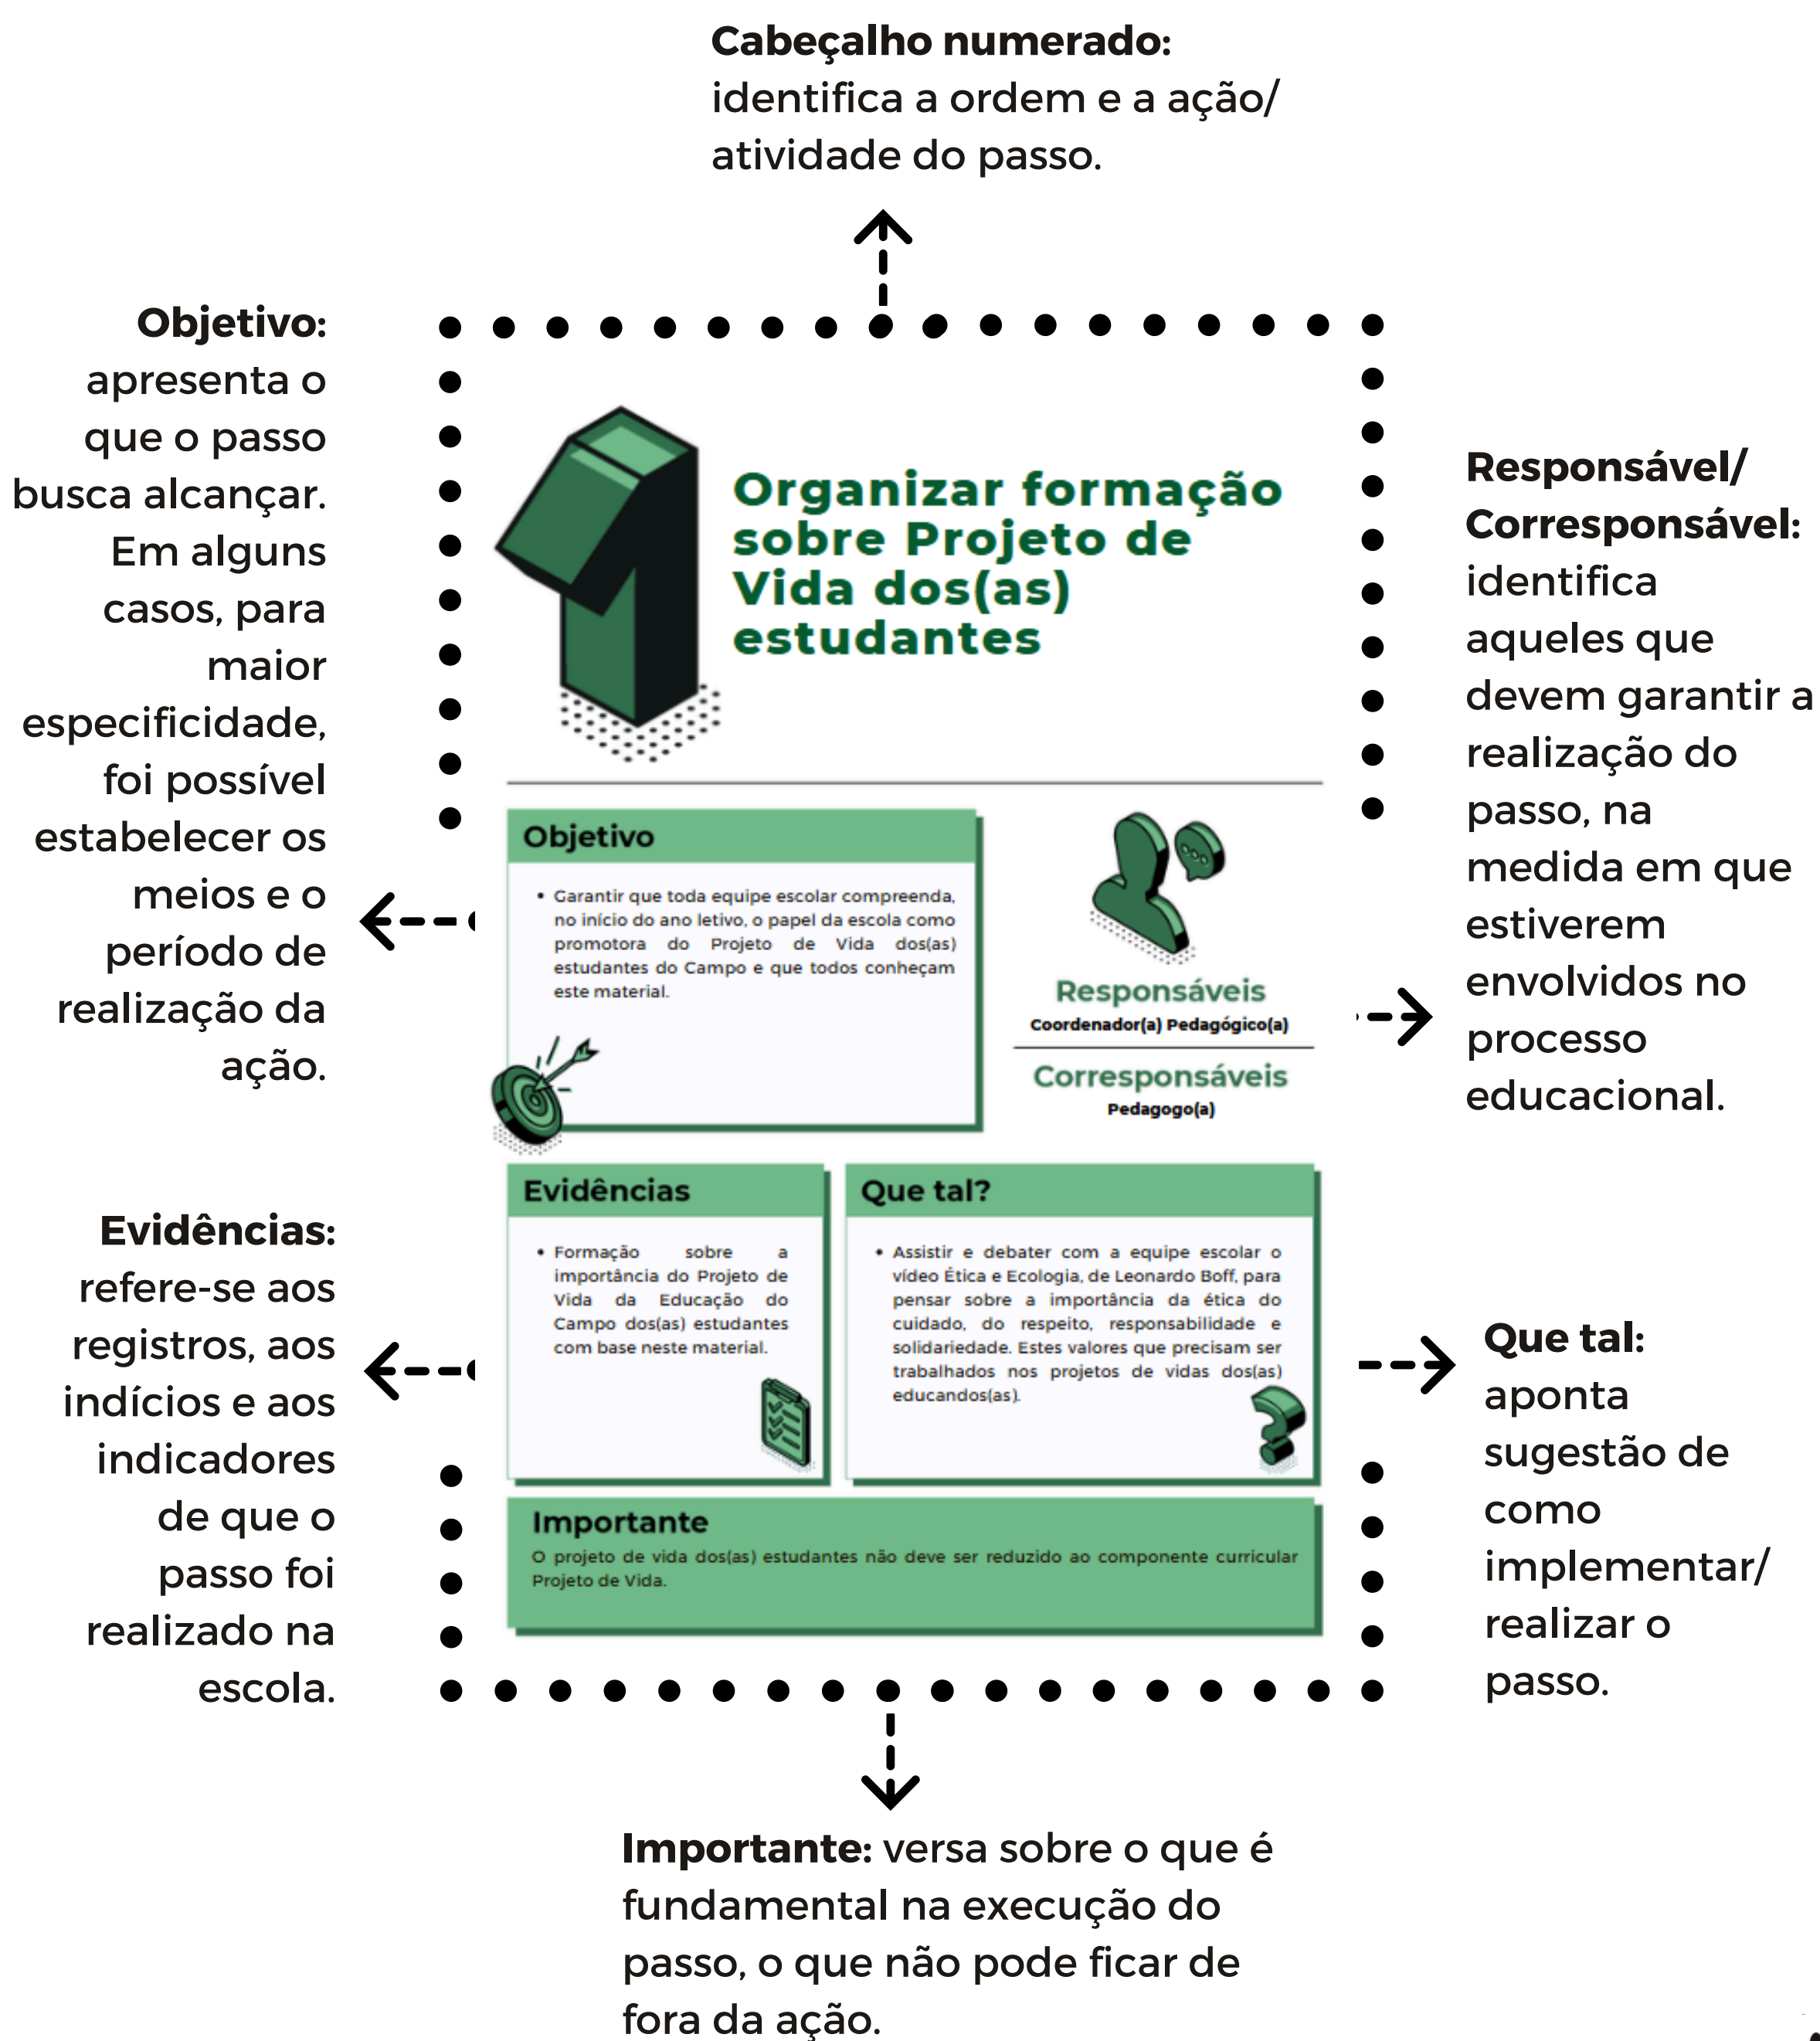 Cabeçalho numerado:
identifica a ordem e a ação/
atividade do passo.
Objetivo:
apresenta o
que o passo
busca alcançar.
Em alguns
casos, para
maior
especificidade,
foi possível
estabelecer os
meios e o
período de
realização da
ação.
1
Organizar formação
sobre Projeto de
Vida dos(as)
estudantes
Responsável/
Corresponsável:
identifica
aqueles que
devem garantir a
realização do
passo, na
medida em que
estiverem
envolvidos no
processo
educacional.
Objetivo
• Garantir que toda equipe escolar compreenda,
no início do ano letivo, o papel da escola como
promotora do Projeto de Vida dos(as)
estudantes do Campo e que todos conheçam
este material.
Responsáveis
Coordenador(a) Pedagógico(a)
Corresponsáveis
Pedagogo(a)
Evidências:
refere-se aos
registros, aos
indícios e aos
indicadores
de que o
passo foi
realizado na
escola.
Evidências
• Formação sobre a
importância do Projeto de
Vida da Educação do
Campo dos(as) estudantes
com base neste material.
Que tal?
• Assistir e debater com a equipe escolar o
vídeo Ética e Ecologia, de Leonardo Boff, para
pensar sobre a importância da ética do
cuidado, do respeito, responsabilidade e
solidariedade. Estes valores que precisam ser
trabalhados nos projetos de vidas dos(as)
educandos(as).
Que tal:
aponta
sugestão de
como
implementar/
realizar o
passo.
Importante
O projeto de vida dos(as) estudantes não deve ser reduzido ao componente curricular
Projeto de Vida.
Importante: versa sobre o que é
fundamental na execução do
passo, o que não pode ficar de
fora da ação.